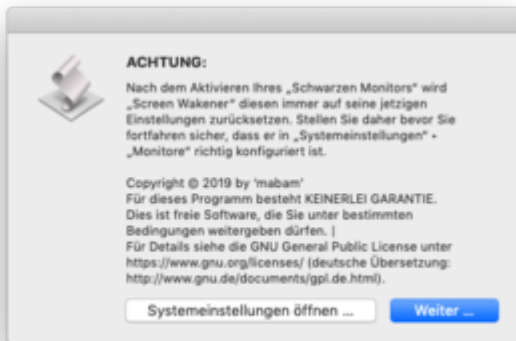 ACHTUNG:
Nach dem Aktivieren Ihres „Schwarzen Monitors“ wird
„Screen Wakener“ diesen immer auf seine jetzigen
Einstellungen zurücksetzen. Stellen Sie daher bevor Sie
fortfahren sicher, dass er in „Systemeinstellungen“ -
„Monitore“ richtig konfiguriert ist.
Copyright © 2019 by 'mabam'
Für dieses Programm besteht KEINERLEI GARANTIE.
Dies ist freie Software, die Sie unter bestimmten
Bedingungen weitergeben dürfen. |
Für Details siehe die GNU General Public License unter
https://www.gnu.org/licenses/ (deutsche Übersetzung:
http://www.gnu.de/documents/gpl.de.html).
Systemeinstellungen öffnen ...
Weiter ...